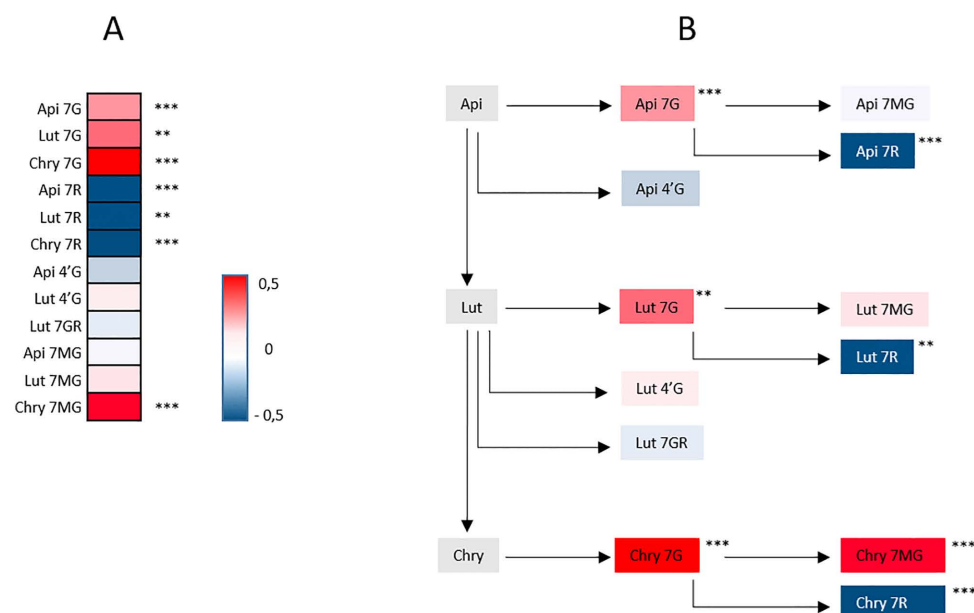 A
B
Api 7G ***
Lut 7G **
Chry 7G ***
Api 7R ***
Lut 7R **
Chry 7R ***
Api 4'G
Lut 4'G
Lut 7GR
Api 7MG
Lut 7MG
Chry 7MG ***
0,5
0
- 0,5
Api
Api 7G ***
Api 7MG
Api 7R ***
Api 4'G
Lut
Lut 7G **
Lut 7MG
Lut 7R **
Lut 4'G
Lut 7GR
Chry
Chry 7G ***
Chry 7MG ***
Chry 7R ***